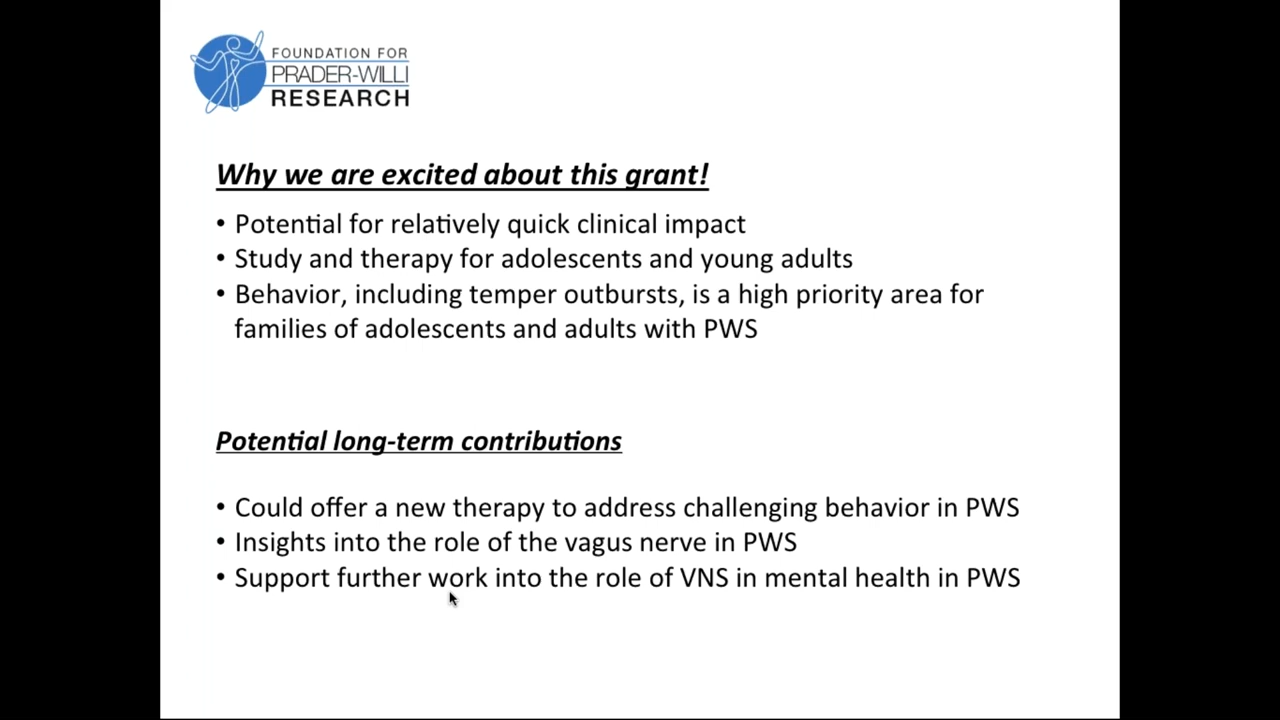 FOUNDATION FOR
PRADER-WILLI
RESEARCH
Why we are excited about this grant!
• Potential for relatively quick clinical impact
• Study and therapy for adolescents and young adults
• Behavior, including temper outbursts, is a high priority area for
families of adolescents and adults with PWS
Potential long-term contributions
• Could offer a new therapy to address challenging behavior in PWS
• Insights into the role of the vagus nerve in PWS
• Support further work into the role of VNS in mental health in PWS